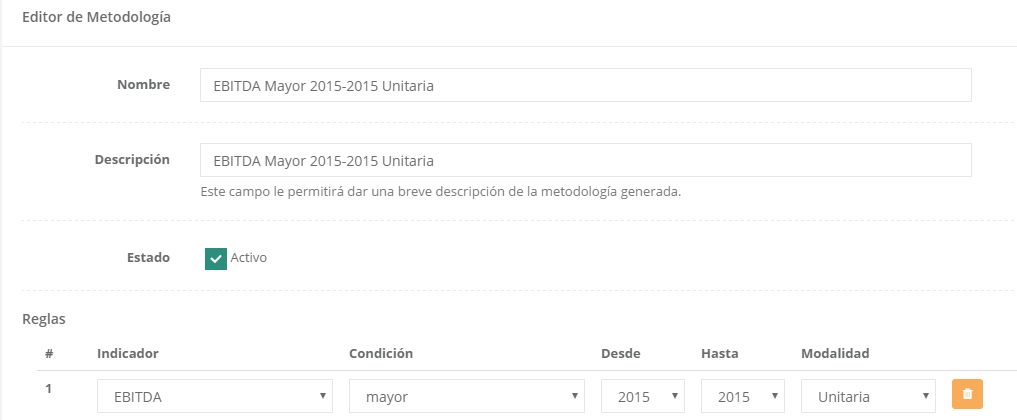 Editor de Metodología
Nombre EBITDA Mayor 2015-2015 Unitaria
Descripción EBITDA Mayor 2015-2015 Unitaria
Este campo le permitirá dar una breve descripción de la metodología generada.
Estado Activo
Reglas
# Indicador Condición Desde Hasta Modalidad
1 EBITDA mayor 2015 2015 Unitaria